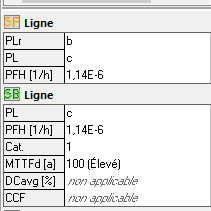 SF Ligne
PLr b
PL c
PFH [1/h] 1,14E-6
SB Ligne
PL c
PFH [1/h] 1,14E-6
Cat. 1
MTTFd [a] 100 (Élevé)
DCavg [%] non applicable
CCF non applicable